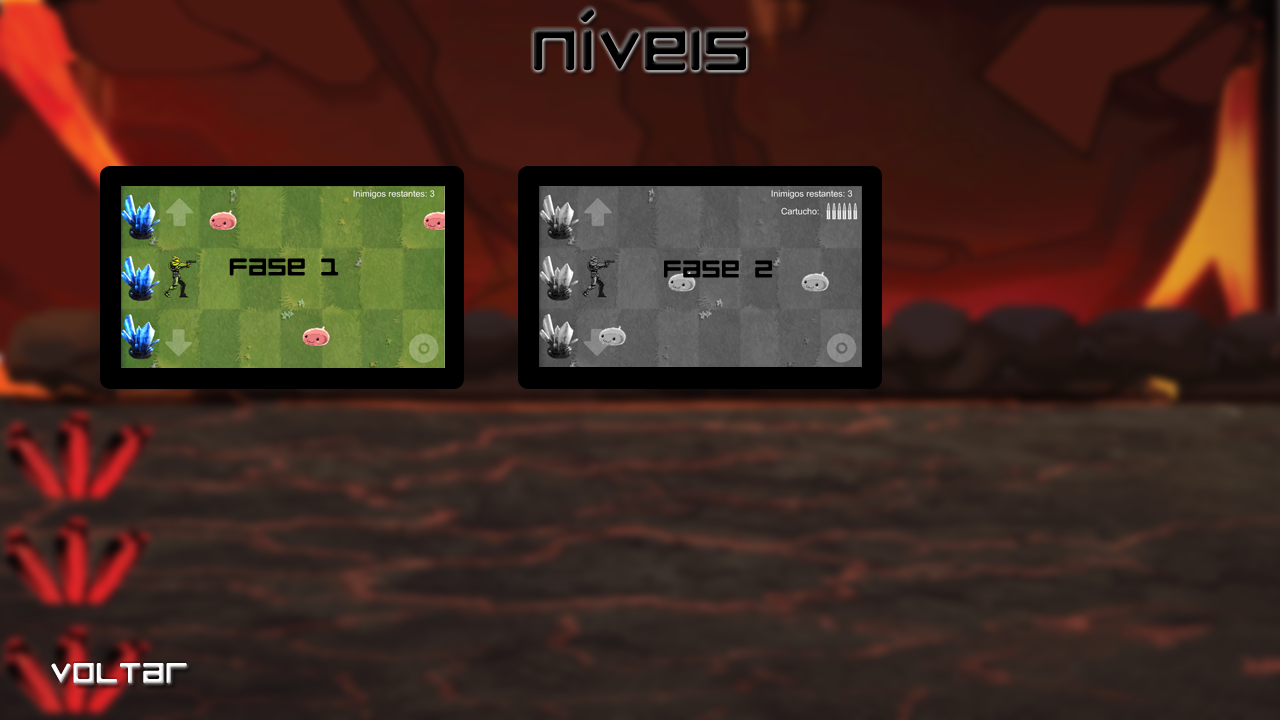 níveis
Inimigos restantes: 3
Fase 1
Inimigos restantes: 3
Cartucho:
Fase 2
voltar